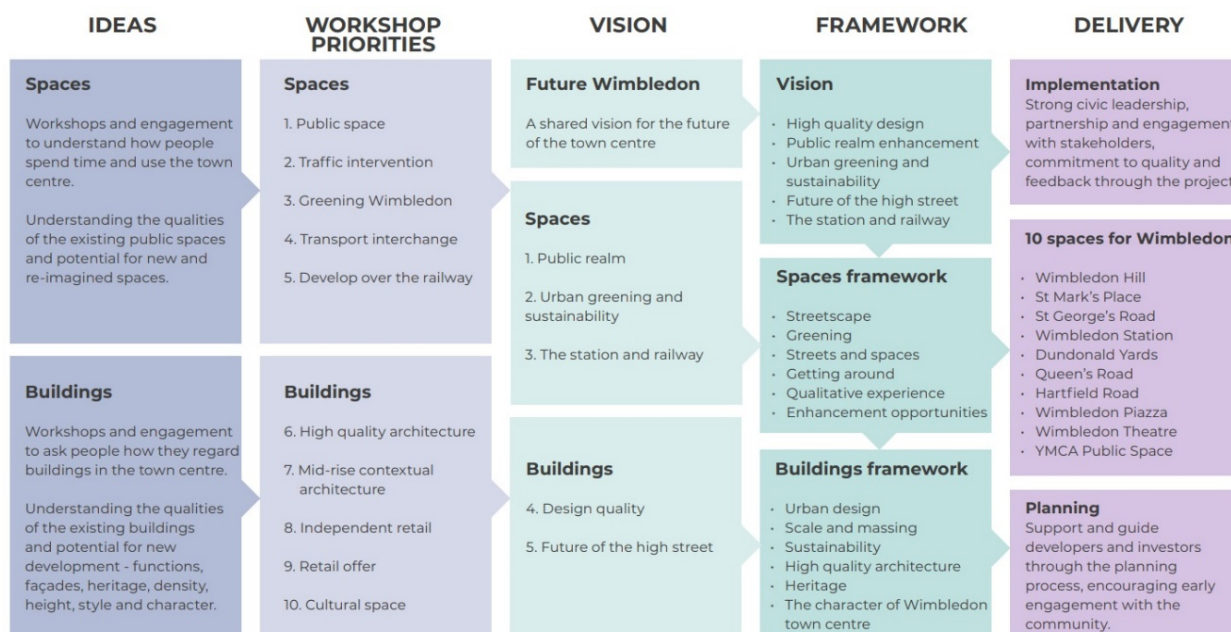 IDEAS
WORKSHOP
PRIORITIES
VISION
FRAMEWORK
DELIVERY
Spaces
Workshops and engagement
to understand how people
spend time and use the town
centre.
Understanding the qualities
of the existing public spaces
and potential for new and
re-imagined spaces.
Buildings
Workshops and engagement
to ask people how they regard
buildings in the town centre.
Understanding the qualities
of the existing buildings
and potential for new
development - functions,
façades, heritage, density,
height, style and character.
Spaces
1. Public space
2. Traffic intervention
3. Greening Wimbledon
4. Transport interchange
5. Develop over the railway
Buildings
6. High quality architecture
7. Mid-rise contextual
architecture
8. Independent retail
9. Retail offer
10. Cultural space
Future Wimbledon
A shared vision for the future
of the town centre
Spaces
1. Public realm
2. Urban greening and
sustainability
3. The station and railway
Buildings
4. Design quality
5. Future of the high street
Vision
• High quality design
• Public realm enhancement
• Urban greening and
sustainability
• Future of the high street
• The station and railway
Spaces framework
• Streetscape
• Greening
• Streets and spaces
• Getting around
• Qualitative experience
• Enhancement opportunities
Buildings framework
• Urban design
• Scale and massing
• Sustainability
• High quality architecture
• Heritage
• The character of Wimbledon
town centre
Implementation
Strong civic leadership,
partnership and engagement
with stakeholders,
commitment to quality and
feedback through the project
10 spaces for Wimbledon
• Wimbledon Hill
• St Mark's Place
• St George's Road
• Wimbledon Station
• Dundonald Yards
• Queen's Road
• Hartfield Road
• Wimbledon Piazza
• Wimbledon Theatre
• YMCA Public Space
Planning
Support and guide
developers and investors
through the planning
process, encouraging early
engagement with the
community.